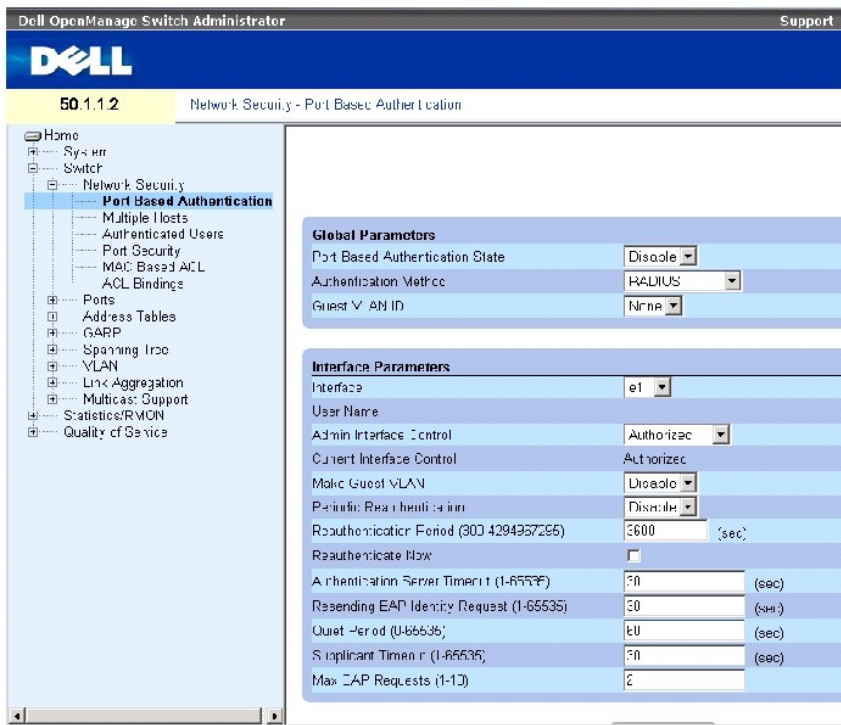 Dell OpenManage Switch Administrator Support
DELL
50.1.1.2 Network Security - Port Based Authentication
Home
System
Switch
Network Security
Port Based Authentication
Multiple Hosts
Authenticated Users
Port Security
MAC Based ACL
ACL Bindings
Ports
Address Tables
GARP
Spanning Tree
VLAN
Link Aggregation
Multicast Support
Statistics/RMON
Quality of Service
Global Parameters
Port Based Authentication State Disable
Authentication Method RADIUS
Guest VLAN ID None
Interface Parameters
Interface e1
User Name
Admin Interface Control Authorized
Current Interface Control Authorized
Make Guest VLAN Disable
Periodic Reauthentication Disable
Reauthentication Period (300-4294967295) 3600 (sec)
Reauthenticate Now
Authentication Server Timeout (1-65535) 30 (sec)
Resending EAP Identity Request (1-65535) 30 (sec)
Quiet Period (0-65535) 60 (sec)
Supplicant Timeout (1-65535) 30 (sec)
Max EAP Requests (1-10) 2